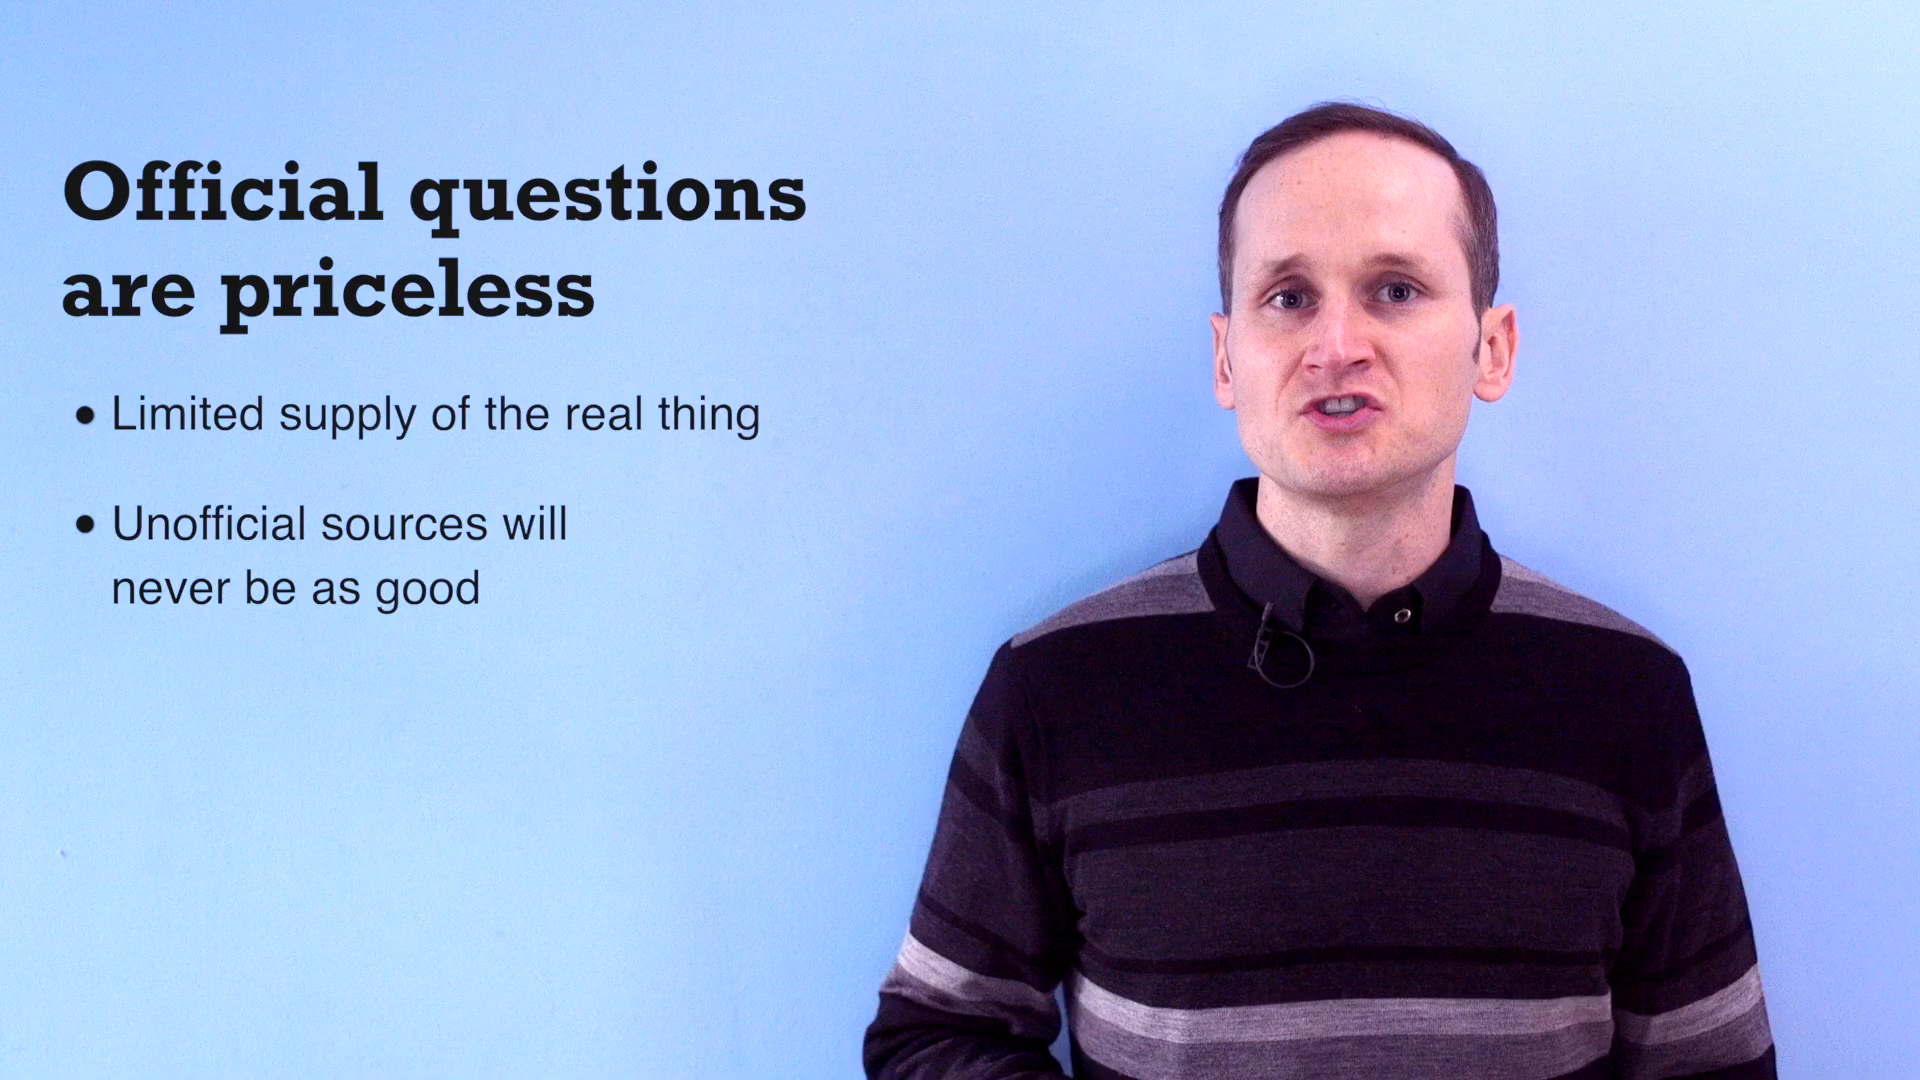 Official questions
are priceless
• Limited supply of the real thing
• Unofficial sources will
never be as good